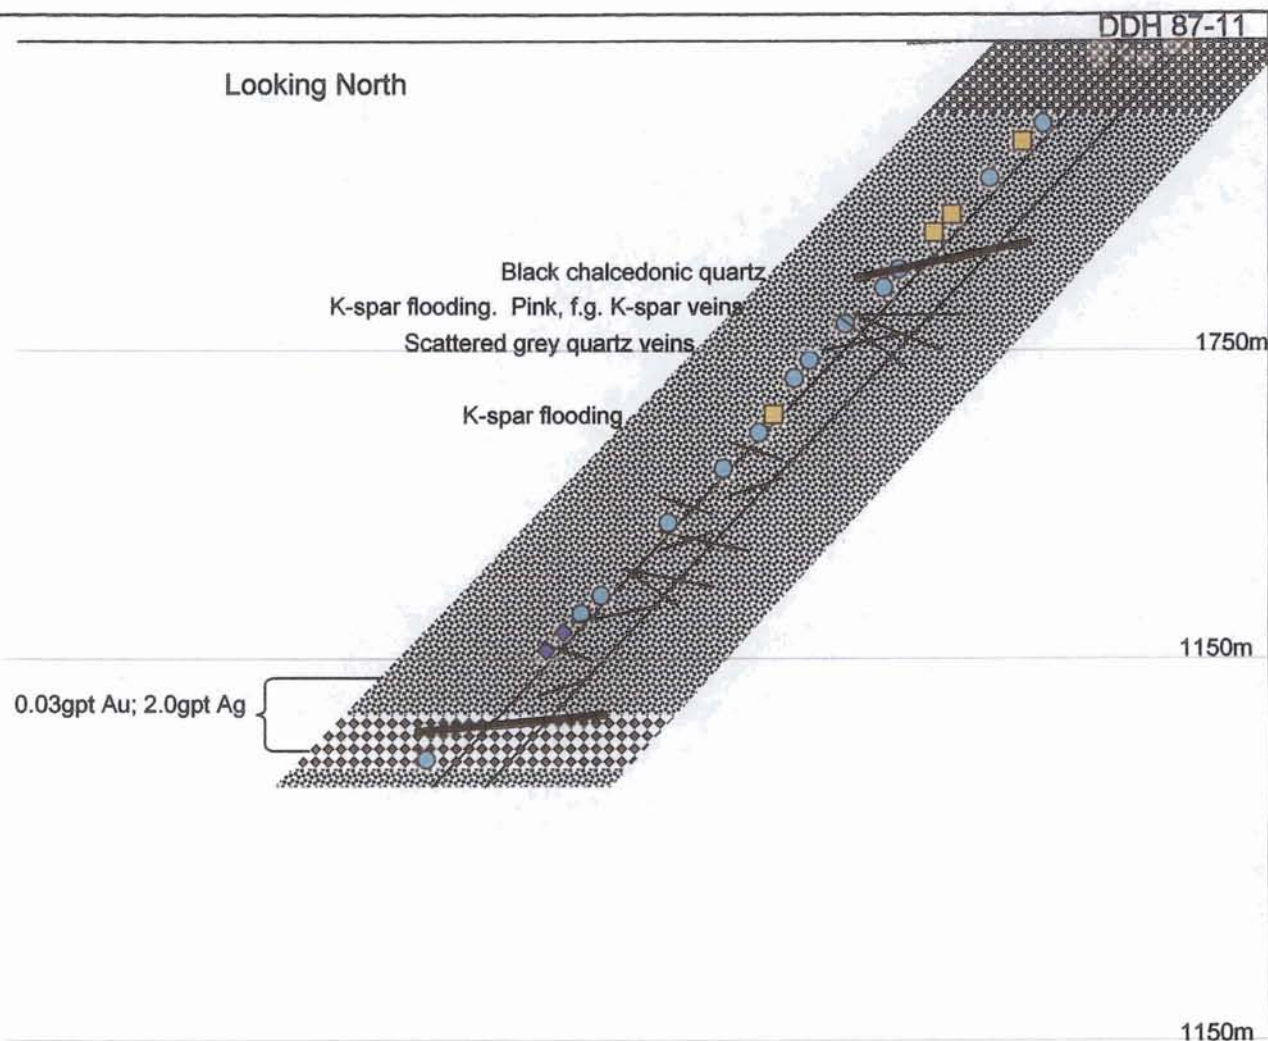 DDH 87-11
Looking North
Black chalcedonic quartz
K-spar flooding. Pink, f.g. K-spar veins
Scattered grey quartz veins
1750m
K-spar flooding
1150m
0.03gpt Au; 2.0gpt Ag
1150m